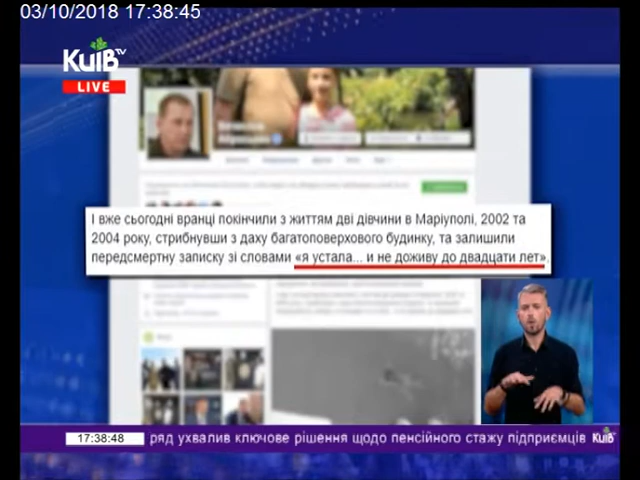 03/10/2018 17:38:45
КиїВ TV
LIVE
І вже сьогодні вранці покінчили з життям дві дівчини в Маріуполі, 2002 та
2004 року, стрибнувши з даху багатоповерхового будинку, та залишили
передсмертну записку зі словами «я устала... и не доживу до двадцати лет».
17:38:48 ряд ухвалив ключове рішення щодо пенсійного стажу підприємців КиїВ